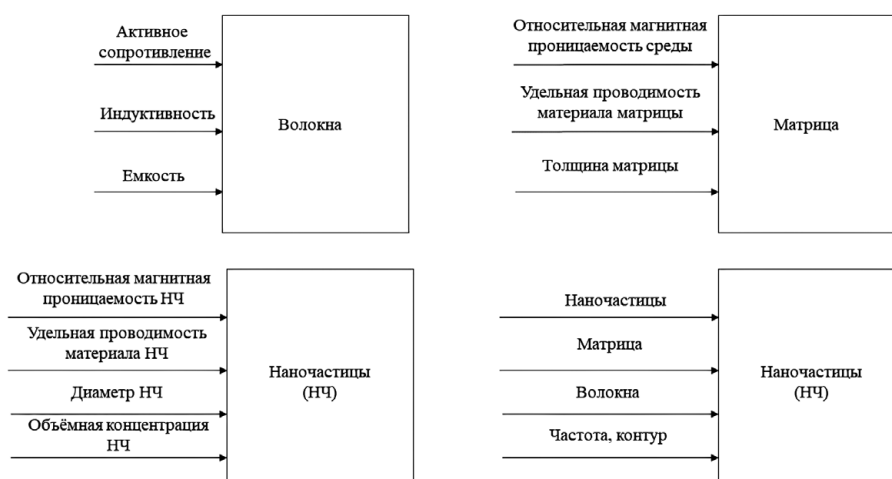 Активное
сопротивление
Индуктивность
Емкость
Волокна
Относительная магнитная
проницаемость среды
Удельная проводимость
материала матрицы
Толщина матрицы
Матрица
Относительная магнитная
проницаемость НЧ
Удельная проводимость
материала НЧ
Диаметр НЧ
Объёмная концентрация
НЧ
Наночастицы
(НЧ)
Наночастицы
Матрица
Волокна
Частота, контур
Наночастицы
(НЧ)